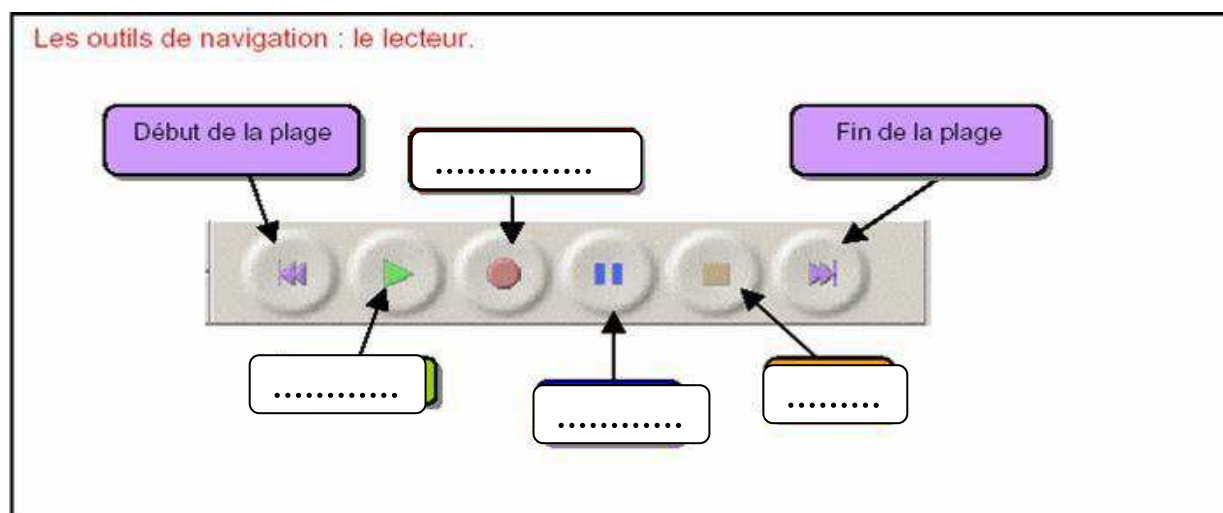 Les outils de navigation : le lecteur.
Début de la plage
Fin de la plage
...............
............
............
.........